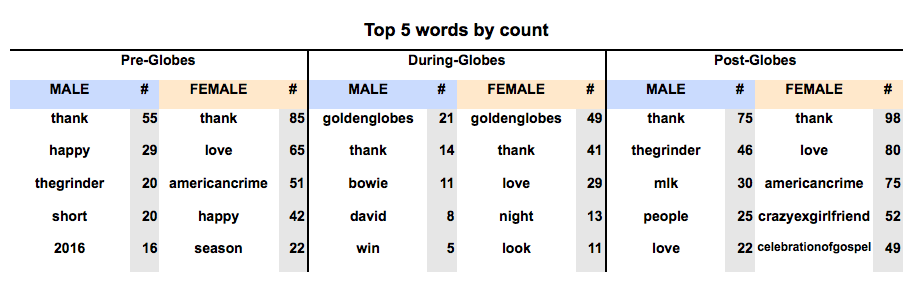 Top 5 words by count
Pre-Globes During-Globes Post-Globes
MALE # FEMALE # MALE # FEMALE # MALE # FEMALE #
thank 55 thank 85 goldenglobes 21 goldenglobes 49 thank 75 thank 98
happy 29 love 65 thank 14 thank 41 thegrinder 46 love 80
thegrinder 20 americancrime 51 bowie 11 love 29 mlk 30 americancrime 75
short 20 happy 42 david 8 night 13 people 25 crazyexgirlfriend 52
2016 16 season 22 win 5 look 11 love 22 celebrationofgospel 49